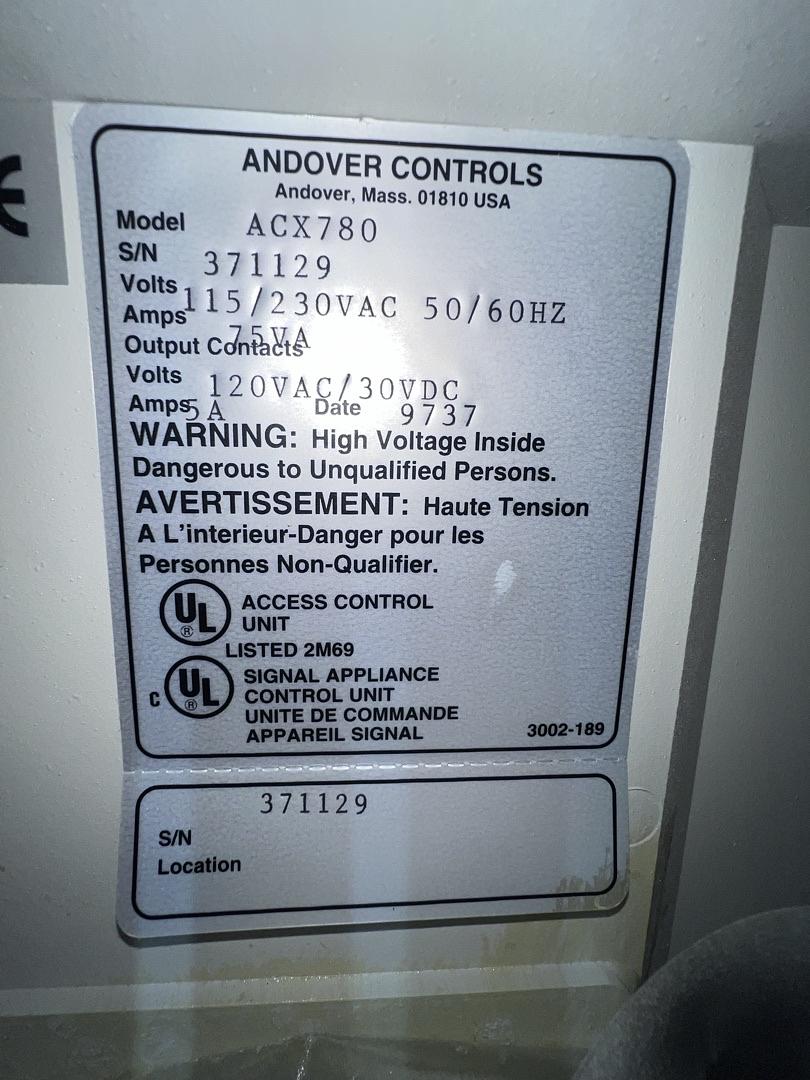 ANDOVER CONTROLS
Andover, Mass. 01810 USA
Model ACX780
S/N 371129
Volts 115/230VAC 50/60HZ
Amps 75VA
Output Contacts
Volts 120VAC/30VDC
Amps 5A Date 9737
WARNING: High Voltage Inside
Dangerous to Unqualified Persons.
AVERTISSEMENT: Haute Tension
A L'interieur-Danger pour les
Personnes Non-Qualifier.
UL ® ACCESS CONTROL
UNIT
LISTED 2M69
C UL ® SIGNAL APPLIANCE
CONTROL UNIT
UNITE DE COMMANDE
APPAREIL SIGNAL 3002-189
371129
S/N
Location
CE